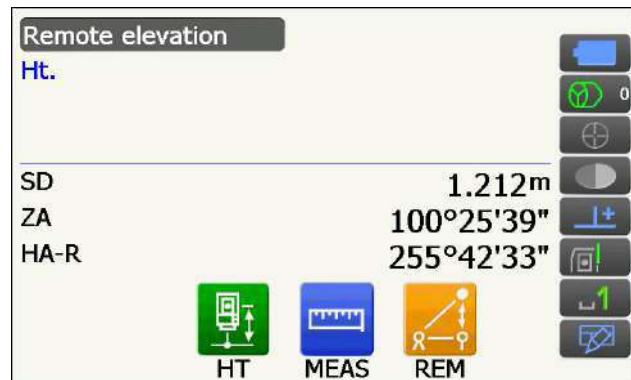 Remote elevation
Ht.
0
SD 1.212m
ZA 100°25'39"
HA-R 255°42'33"
1
HT MEAS REM